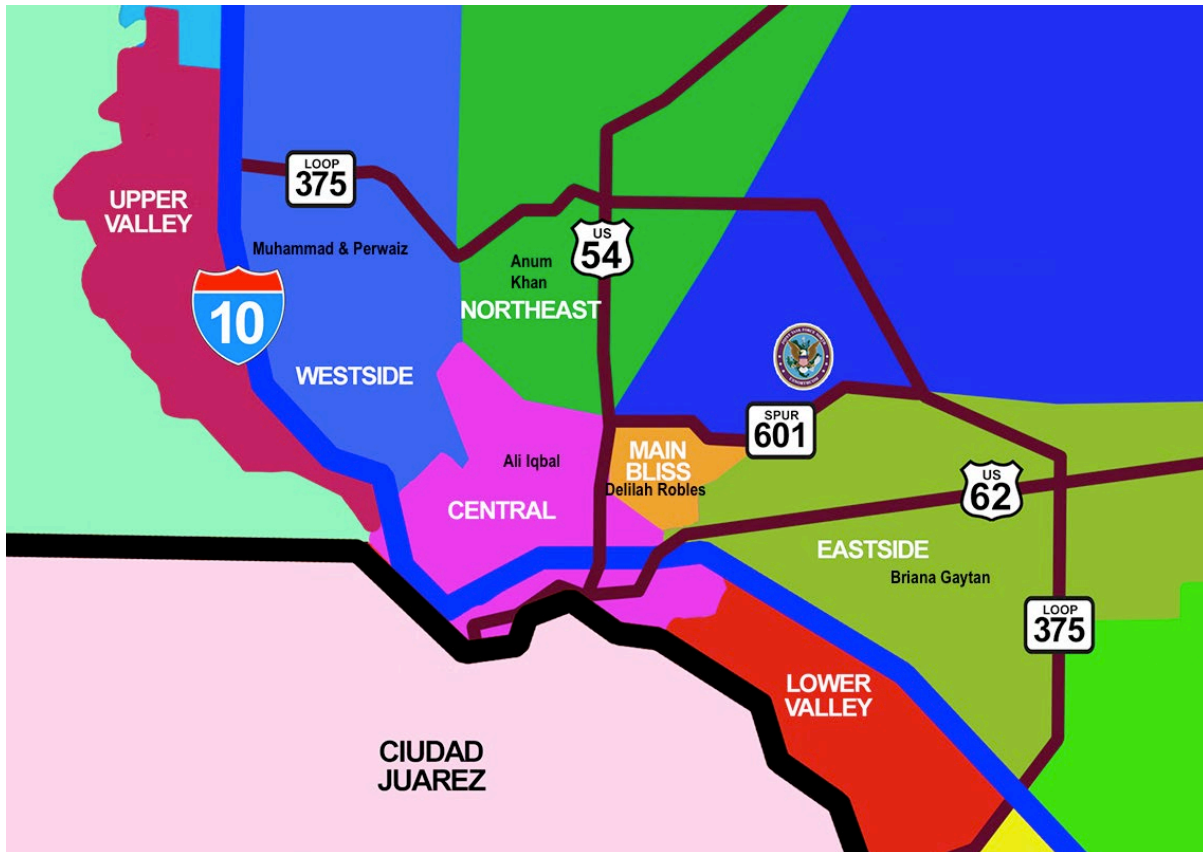 LOOP
375
UPPER
VALLEY
Muhammad & Perwaiz
US
54
Anum
Khan
NORTHEAST
10
WESTSIDE
SPUR
601
Ali Iqbal
MAIN
BLISS
Delilah Robles
US
62
CENTRAL
EASTSIDE
Briana Gaytan
LOOP
375
LOWER
VALLEY
CIUDAD
JUAREZ